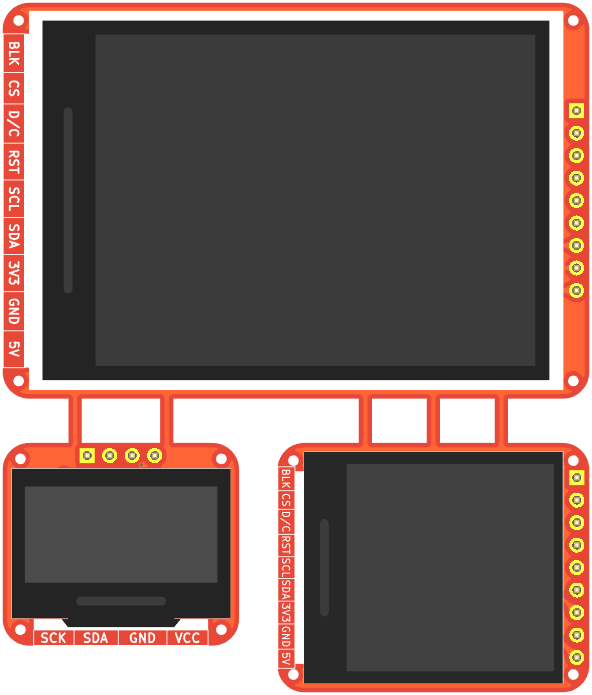 BLK
CS
D/C
RST
SCL
SDA
3V3
GND
5V
SCK SDA GND VCC
BLK
CS
D/C
RST
SCL
SDA
3V3
GND
5V